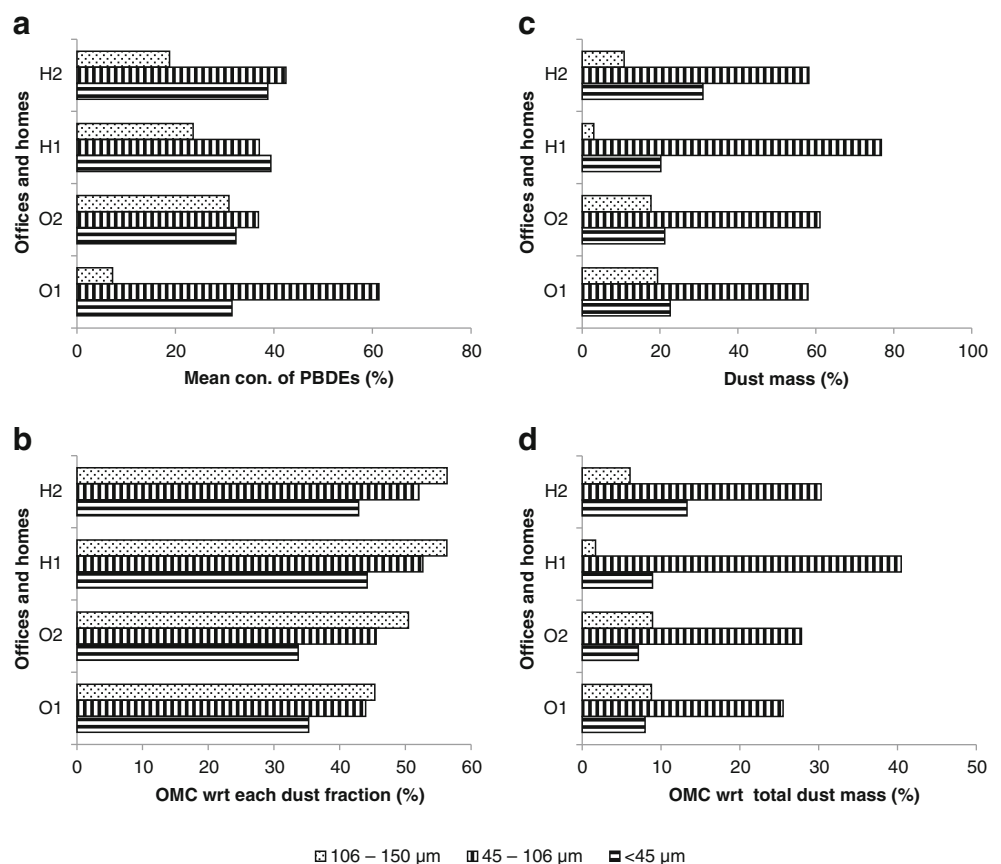 a
Offices and homes
H2
H1
O2
O1
0 20 40 60 80
Mean con. of PBDEs (%)
c
Offices and homes
H2
H1
O2
O1
0 20 40 60 80 100
Dust mass (%)
b
Offices and homes
H2
H1
O2
O1
0 10 20 30 40 50 60
OMC wrt each dust fraction (%)
d
Offices and homes
H2
H1
O2
O1
0 10 20 30 40 50
OMC wrt total dust mass (%)
106 – 150 µm 45 – 106 µm <45 µm